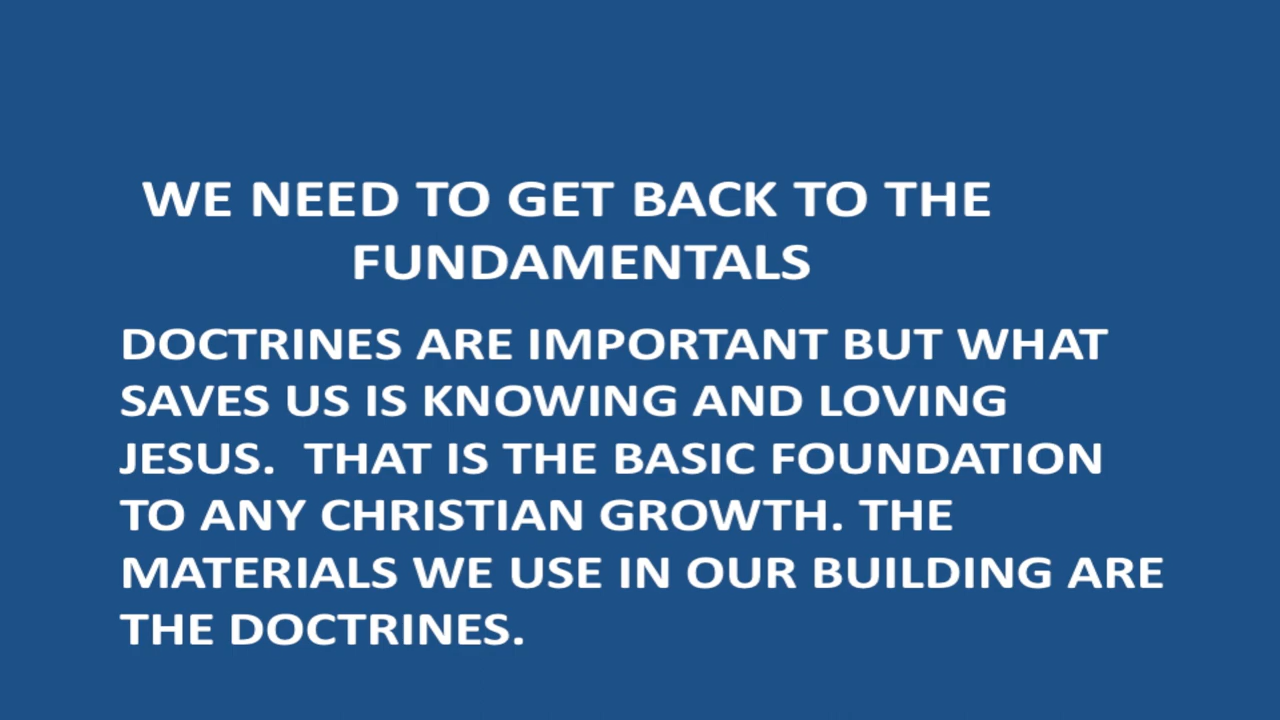 WE NEED TO GET BACK TO THE
FUNDAMENTALS
DOCTRINES ARE IMPORTANT BUT WHAT
SAVES US IS KNOWING AND LOVING
JESUS.  THAT IS THE BASIC FOUNDATION
TO ANY CHRISTIAN GROWTH. THE
MATERIALS WE USE IN OUR BUILDING ARE
THE DOCTRINES.